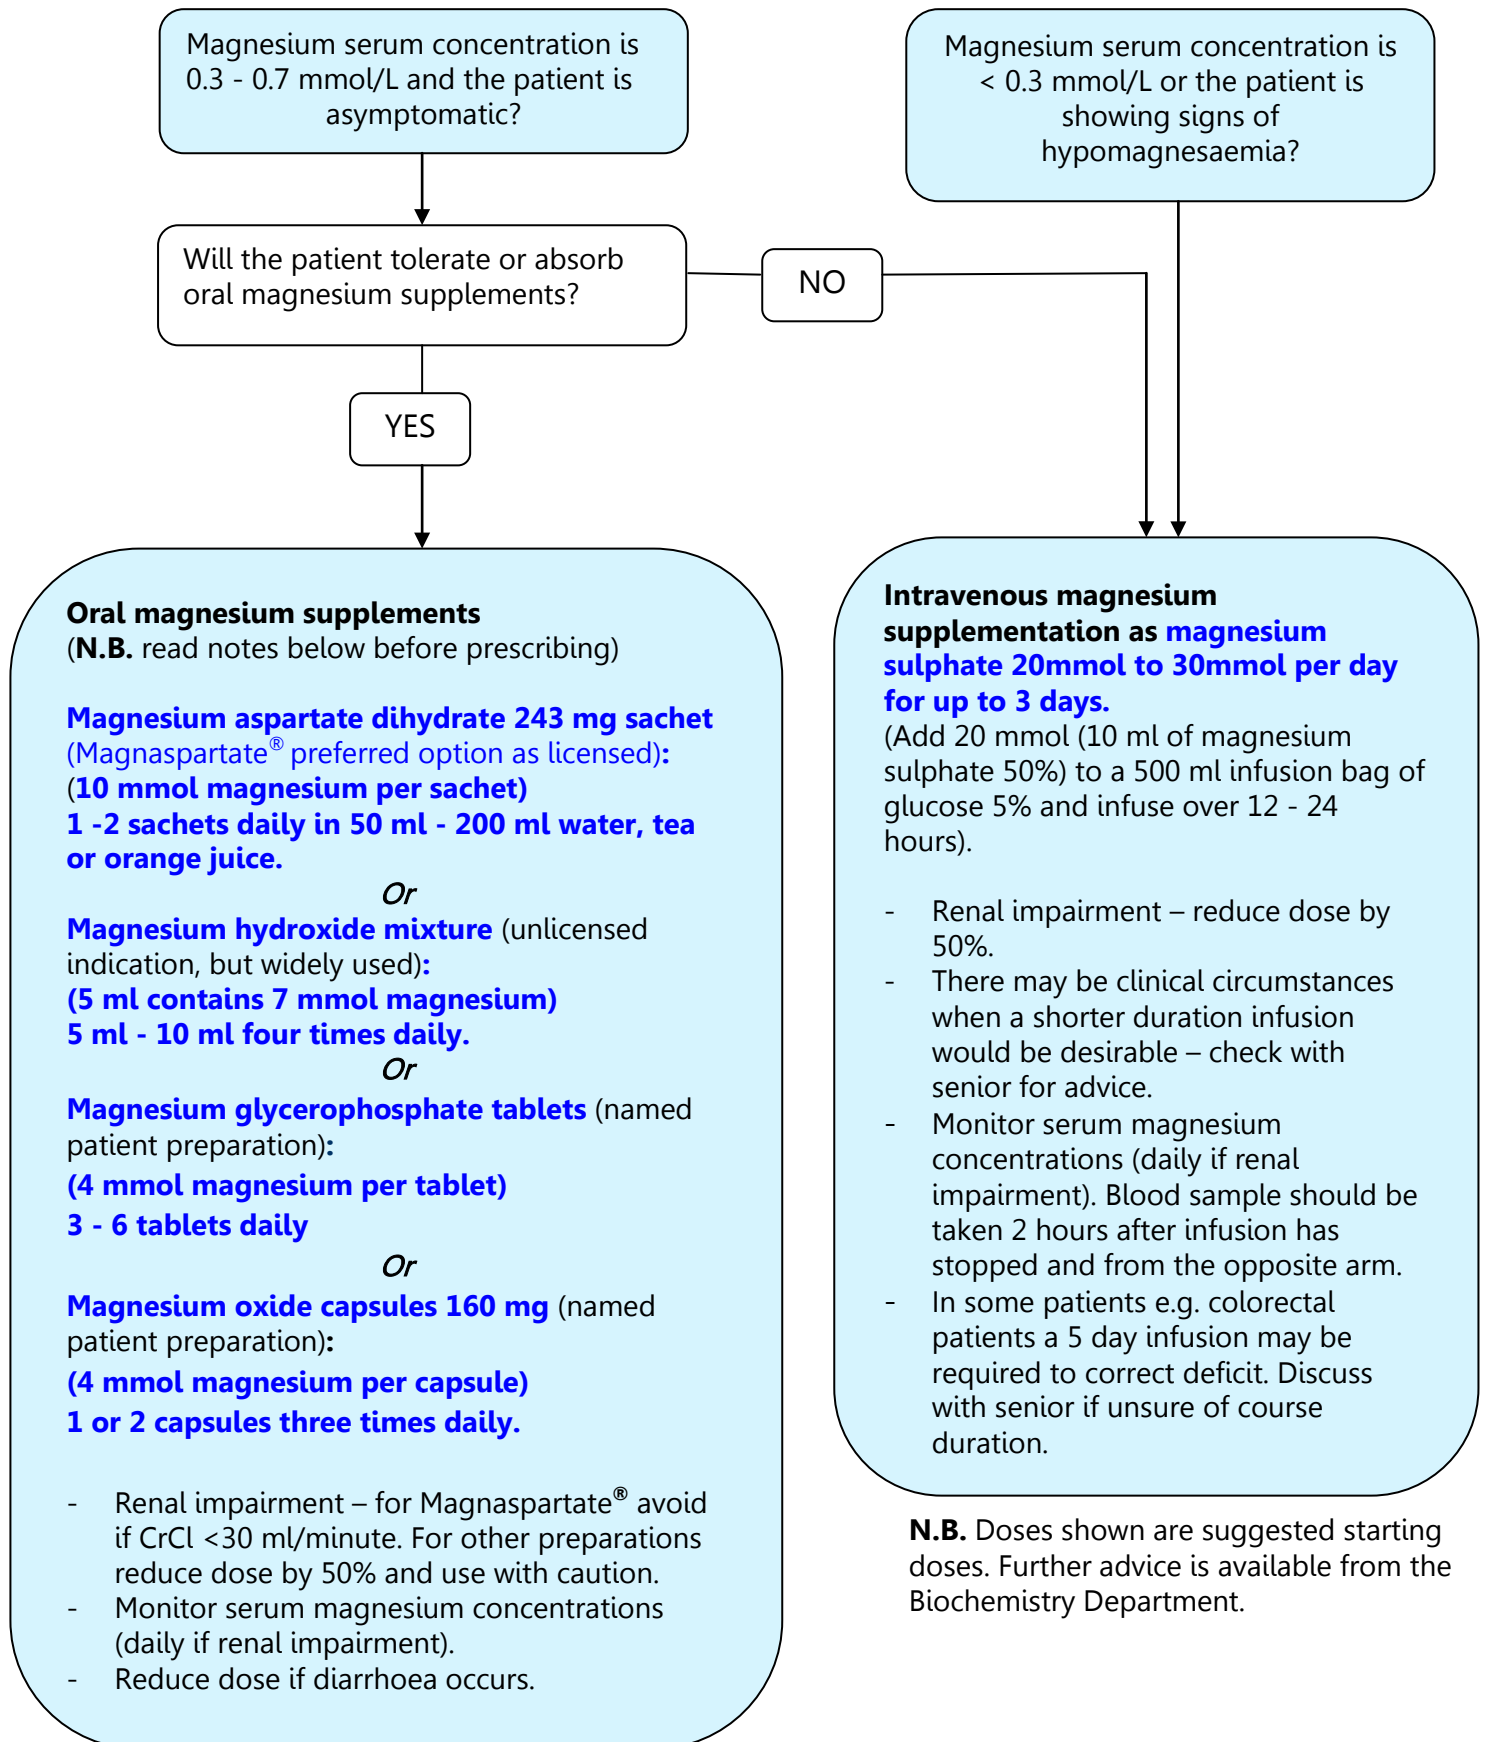 Magnesium serum concentration is
0.3 - 0.7 mmol/L and the patient is
asymptomatic?
Magnesium serum concentration is
< 0.3 mmol/L or the patient is
showing signs of
hypomagnesaemia?
Will the patient tolerate or absorb
oral magnesium supplements?
NO
YES
Oral magnesium supplements
(N.B. read notes below before prescribing)
Magnesium aspartate dihydrate 243 mg sachet
(Magnaspartate® preferred option as licensed):
(10 mmol magnesium per sachet)
1 -2 sachets daily in 50 ml - 200 ml water, tea
or orange juice.
Or
Magnesium hydroxide mixture (unlicensed
indication, but widely used):
(5 ml contains 7 mmol magnesium)
5 ml - 10 ml four times daily.
Or
Magnesium glycerophosphate tablets (named
patient preparation):
(4 mmol magnesium per tablet)
3 - 6 tablets daily
Or
Magnesium oxide capsules 160 mg (named
patient preparation):
(4 mmol magnesium per capsule)
1 or 2 capsules three times daily.
- Renal impairment – for Magnaspartate® avoid
if CrCl <30 ml/minute. For other preparations
reduce dose by 50% and use with caution.
- Monitor serum magnesium concentrations
(daily if renal impairment).
- Reduce dose if diarrhoea occurs.
Intravenous magnesium
supplementation as magnesium
sulphate 20mmol to 30mmol per day
for up to 3 days.
(Add 20 mmol (10 ml of magnesium
sulphate 50%) to a 500 ml infusion bag of
glucose 5% and infuse over 12 - 24
hours).
- Renal impairment – reduce dose by
50%.
- There may be clinical circumstances
when a shorter duration infusion
would be desirable – check with
senior for advice.
- Monitor serum magnesium
concentrations (daily if renal
impairment). Blood sample should be
taken 2 hours after infusion has
stopped and from the opposite arm.
- In some patients e.g. colorectal
patients a 5 day infusion may be
required to correct deficit. Discuss
with senior if unsure of course
duration.
N.B. Doses shown are suggested starting
doses. Further advice is available from the
Biochemistry Department.